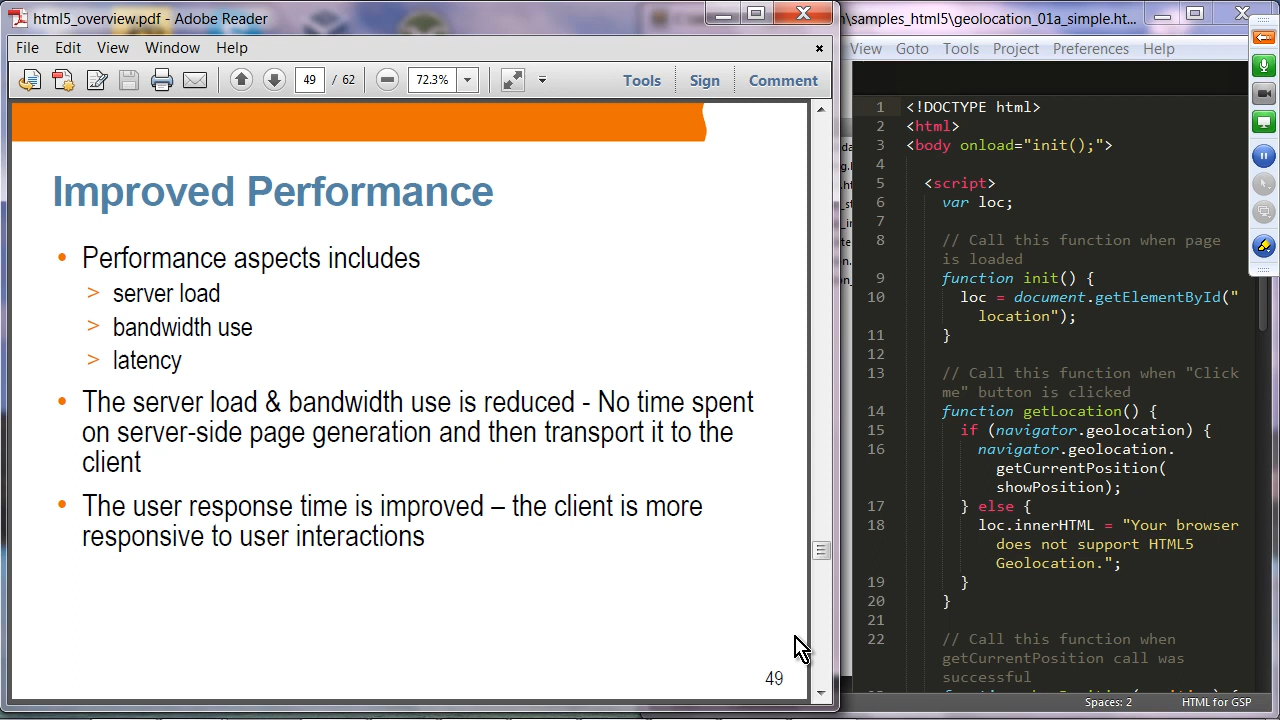 html5_overview.pdf - Adobe Reader
File Edit View Window Help
49 / 62 72.3% Tools Sign Comment
Improved Performance
• Performance aspects includes
> server load
> bandwidth use
> latency
• The server load & bandwidth use is reduced - No time spent
on server-side page generation and then transport it to the
client
• The user response time is improved – the client is more
responsive to user interactions
49
\samples_html5\geolocation_01a_simple.ht...
View Goto Tools Project Preferences Help
1 <!DOCTYPE html>
2 <html>
3 <body onload="init();">
4
5 <script>
6 var loc;
7
8 // Call this function when page
is loaded
9 function init() {
10 loc = document.getElementById("
location");
11 }
12
13 // Call this function when "Click
me" button is clicked
14 function getLocation() {
15 if (navigator.geolocation) {
16 navigator.geolocation.
getCurrentPosition(
showPosition);
17 } else {
18 loc.innerHTML = "Your browser
does not support HTML5
Geolocation.";
19 }
20 }
21
22 // Call this function when
getCurrentPosition call was
successful
Spaces: 2 HTML for GSP